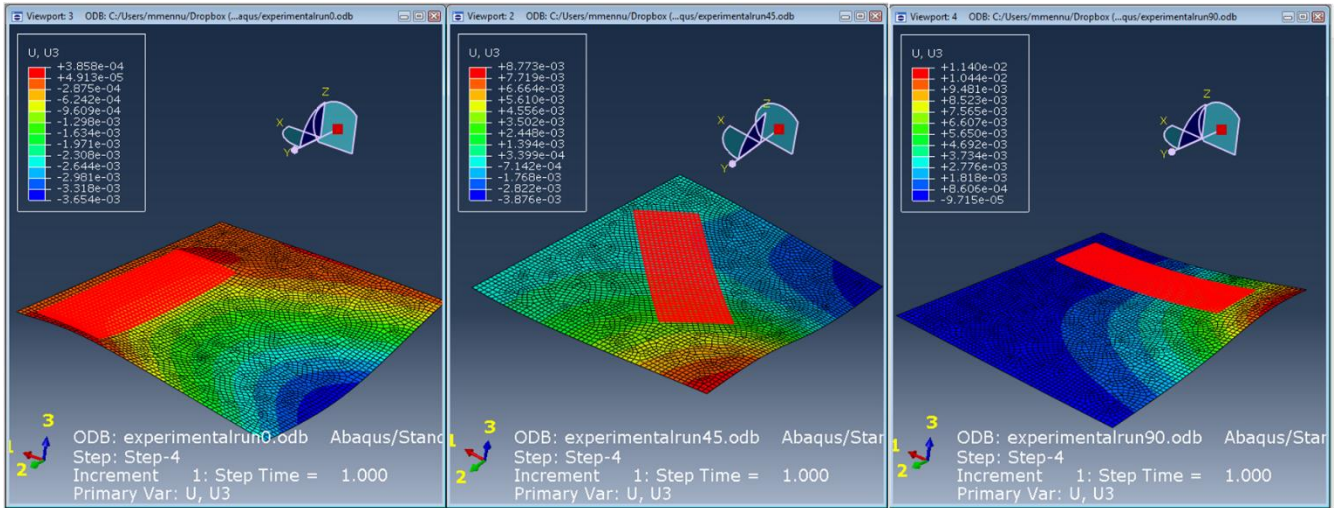 Viewport: 3 ODB: C:/Users/mmennu/Dropbox (...aqus/experimentalrun0.odb
U, U3
+3.858e-04
+4.913e-05
-2.875e-04
-6.242e-04
-9.609e-04
-1.298e-03
-1.634e-03
-1.971e-03
-2.308e-03
-2.644e-03
-2.981e-03
-3.318e-03
-3.654e-03
Z
X
Y
3
1
2
ODB: experimentalrun0.odb Abaqus/Stanc
Step: Step-4
Increment 1: Step Time = 1.000
Primary Var: U, U3
Viewport: 2 ODB: C:/Users/mmennu/Dropbox (...qus/experimentalrun45.odb
U, U3
+8.773e-03
+7.719e-03
+6.664e-03
+5.610e-03
+4.556e-03
+3.502e-03
+2.448e-03
+1.394e-03
+3.399e-04
-7.142e-04
-1.768e-03
-2.822e-03
-3.876e-03
Z
X
Y
3
1
2
ODB: experimentalrun45.odb Abaqus/Star
Step: Step-4
Increment 1: Step Time = 1.000
Primary Var: U, U3
Viewport: 4 ODB: C:/Users/mmennu/Dropbox (...qus/experimentalrun90.odb
U, U3
+1.140e-02
+1.044e-02
+9.481e-03
+8.523e-03
+7.565e-03
+6.607e-03
+5.650e-03
+4.692e-03
+3.734e-03
+2.776e-03
+1.818e-03
+8.606e-04
-9.715e-05
Z
X
Y
3
1
2
ODB: experimentalrun90.odb Abaqus/Star
Step: Step-4
Increment 1: Step Time = 1.000
Primary Var: U, U3